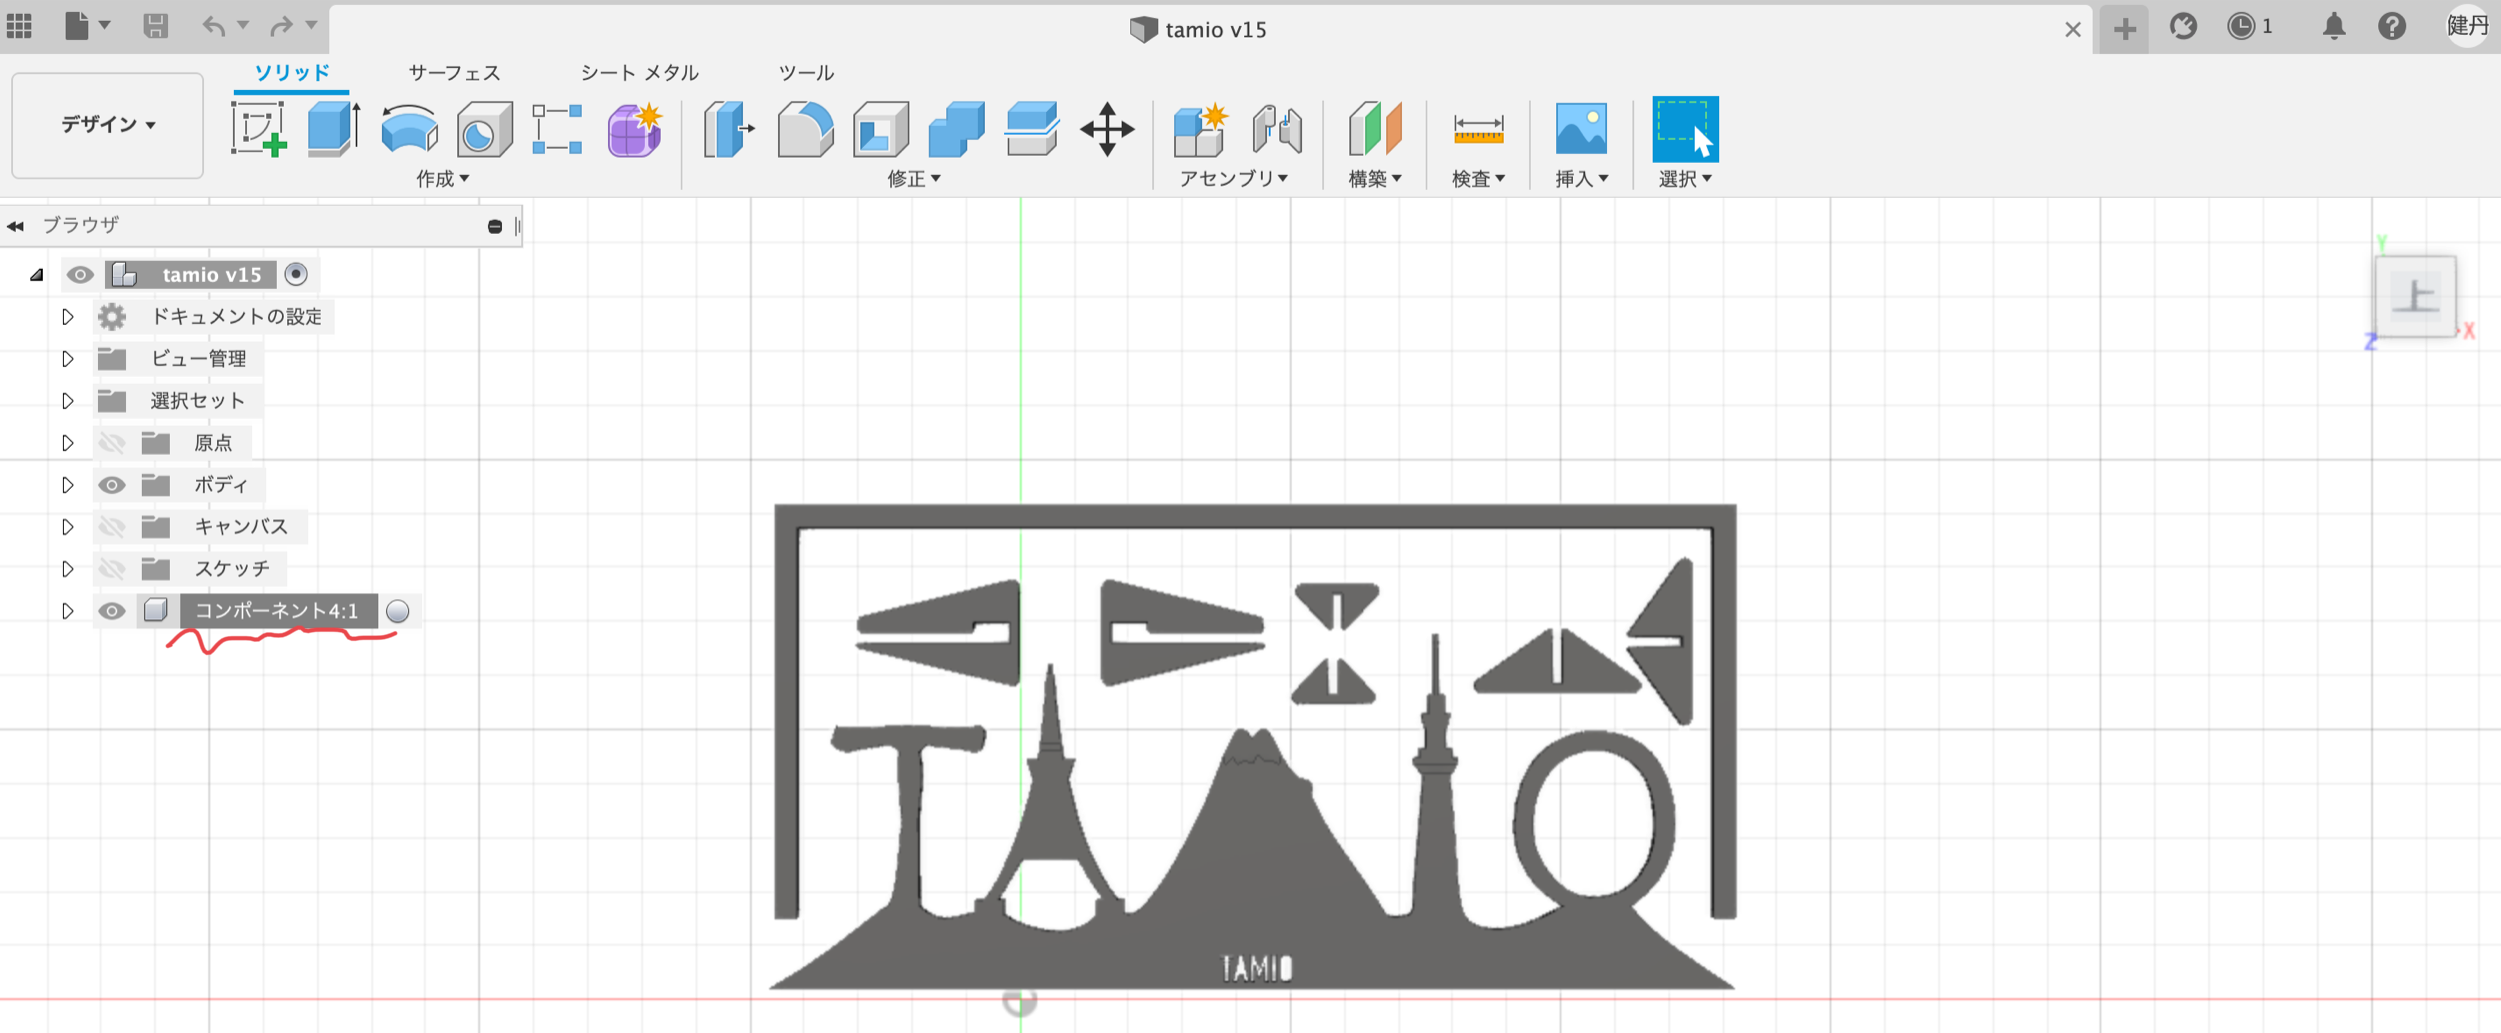 tamio v15
1
健丹
ソリッド
サーフェス
シート メタル
ツール
デザイン
作成
修正
アセンブリ
構築
検査
挿入
選択
ブラウザ
tamio v15
ドキュメントの設定
ビュー管理
選択セット
原点
ボディ
キャンバス
スケッチ
コンポーネント4:1
Y
上
Z
X
TAMIO
TAMIO